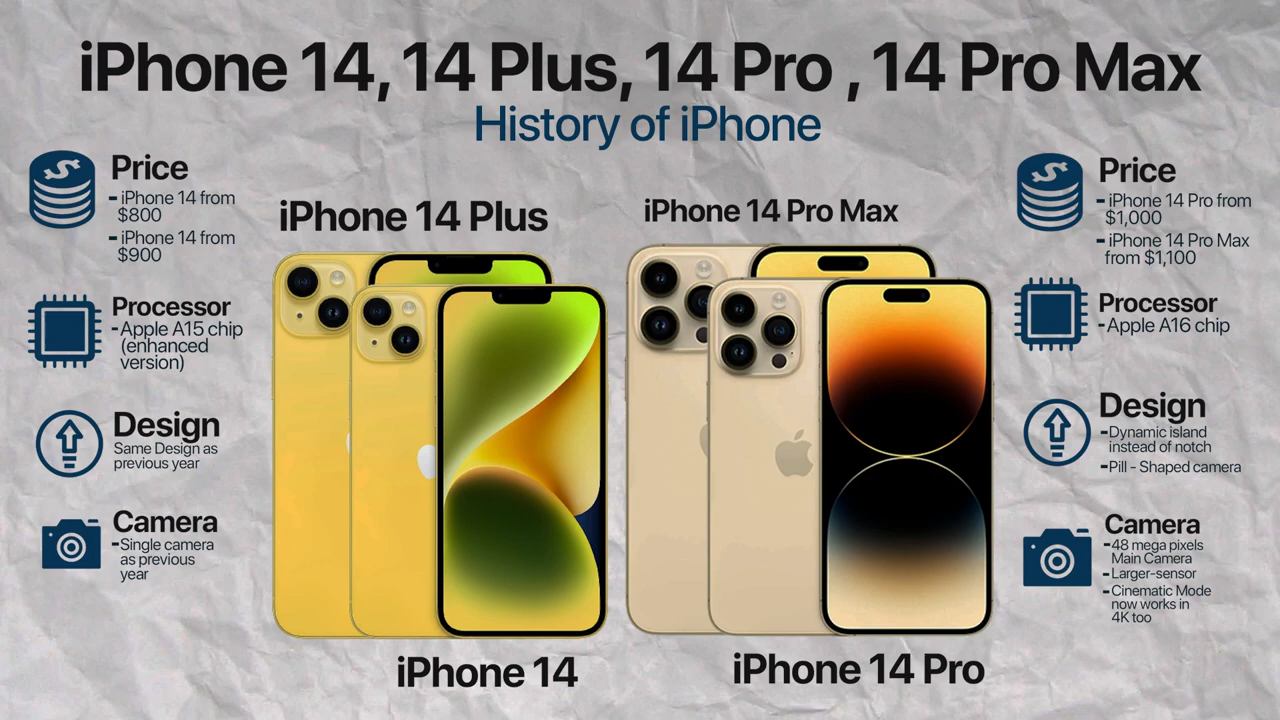 iPhone 14, 14 Plus, 14 Pro , 14 Pro Max
History of iPhone
Price
- iPhone 14 from
$800
- iPhone 14 from
$900
Processor
-Apple A15 chip
(enhanced
version)
Design
Same Design as
previous year
Camera
-Single camera
as previous
year
iPhone 14 Plus
iPhone 14
iPhone 14 Pro Max
iPhone 14 Pro
Price
- iPhone 14 Pro from
$1,000
- iPhone 14 Pro Max
from $1,100
Processor
-Apple A16 chip
Design
-Dynamic island
instead of notch
-Pill - Shaped camera
Camera
-48 mega pixels
Main Camera
-Larger-sensor
-Cinematic Mode
now works in
4K too